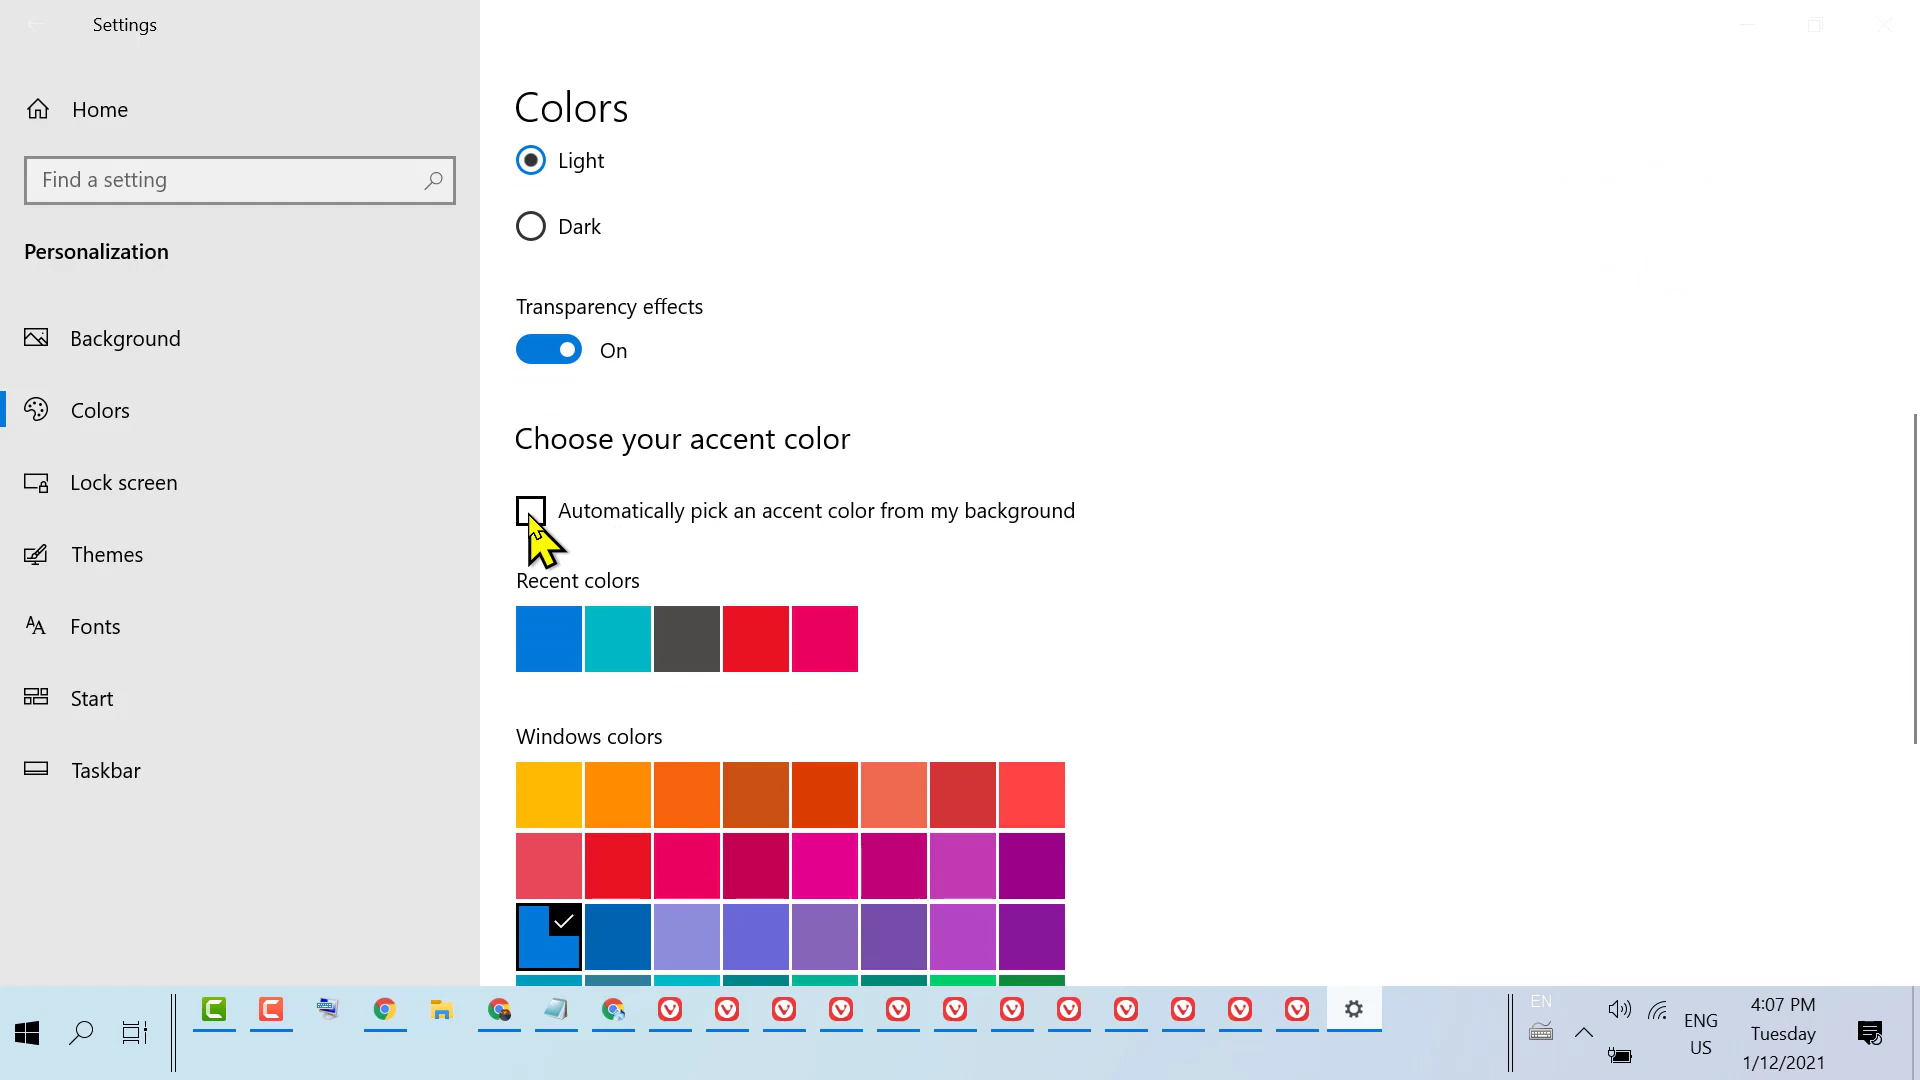 Settings
Home
Find a setting
Personalization
Background
Colors
Lock screen
Themes
Fonts
Start
Taskbar
Colors
Light
Dark
Transparency effects
On
Choose your accent color
Automatically pick an accent color from my background
Recent colors
Windows colors
EN
ENG
US
4:07 PM
Tuesday
1/12/2021